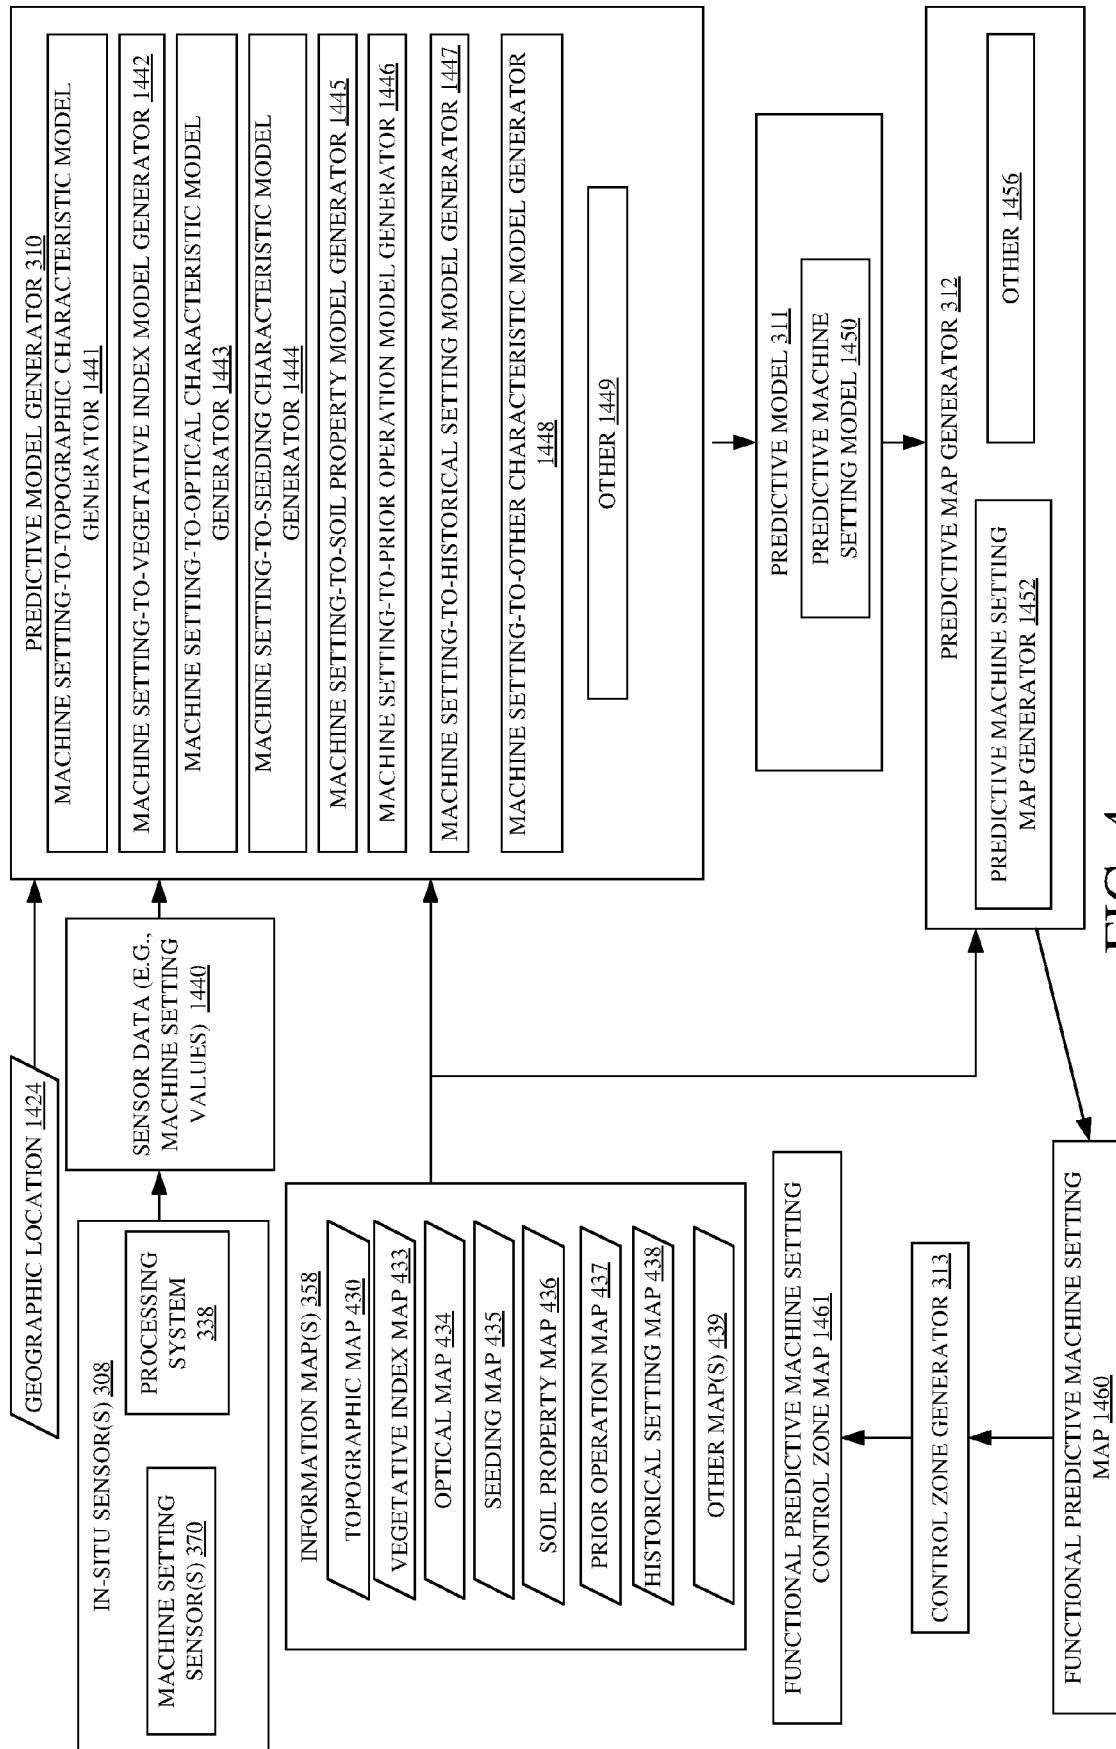 GEOGRAPHIC LOCATION 1424
IN-SITU SENSOR(S) 308
MACHINE SETTING
SENSOR(S) 370
PROCESSING
SYSTEM
338
SENSOR DATA (E.G.,
MACHINE SETTING
VALUES) 1440
PREDICTIVE MODEL GENERATOR 310
MACHINE SETTING-TO-TOPOGRAPHIC CHARACTERISTIC MODEL
GENERATOR 1441
MACHINE SETTING-TO-VEGETATIVE INDEX MODEL GENERATOR 1442
MACHINE SETTING-TO-OPTICAL CHARACTERISTIC MODEL
GENERATOR 1443
MACHINE SETTING-TO-SEEDING CHARACTERISTIC MODEL
GENERATOR 1444
MACHINE SETTING-TO-SOIL PROPERTY MODEL GENERATOR 1445
MACHINE SETTING-TO-PRIOR OPERATION MODEL GENERATOR 1446
MACHINE SETTING-TO-HISTORICAL SETTING MODEL GENERATOR 1447
MACHINE SETTING-TO-OTHER CHARACTERISTIC MODEL GENERATOR
1448
OTHER 1449
INFORMATION MAP(S) 358
TOPOGRAPHIC MAP 430
VEGETATIVE INDEX MAP 433
OPTICAL MAP 434
SEEDING MAP 435
SOIL PROPERTY MAP 436
PRIOR OPERATION MAP 437
HISTORICAL SETTING MAP 438
OTHER MAP(S) 439
PREDICTIVE MODEL 311
PREDICTIVE MACHINE
SETTING MODEL 1450
PREDICTIVE MAP GENERATOR 312
PREDICTIVE MACHINE SETTING
MAP GENERATOR 1452
OTHER 1456
FUNCTIONAL PREDICTIVE MACHINE SETTING
CONTROL ZONE MAP 1461
CONTROL ZONE GENERATOR 313
FUNCTIONAL PREDICTIVE MACHINE SETTING
MAP 1460